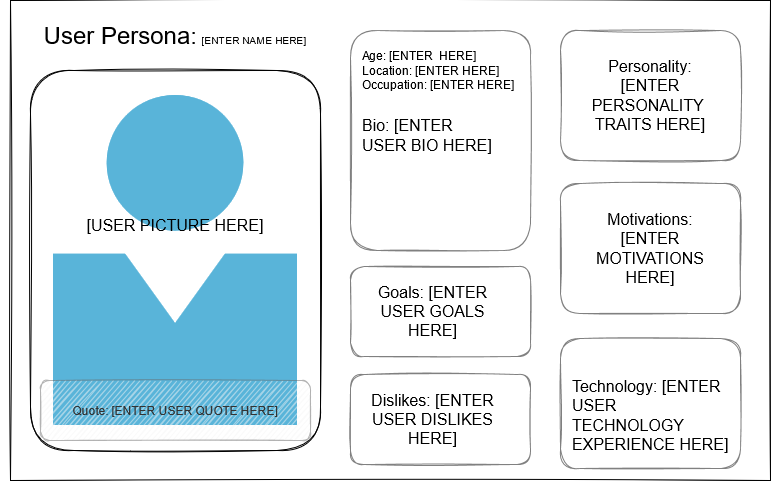 User Persona: [ENTER NAME HERE]
[USER PICTURE HERE]
Quote: [ENTER USER QUOTE HERE]
Age: [ENTER  HERE]
Location: [ENTER HERE]
Occupation: [ENTER HERE]
Bio: [ENTER
USER BIO HERE]
Goals: [ENTER
USER GOALS
HERE]
Dislikes: [ENTER
USER DISLIKES
HERE]
Personality:
[ENTER
PERSONALITY
TRAITS HERE]
Motivations:
[ENTER
MOTIVATIONS
HERE]
Technology: [ENTER
USER
TECHNOLOGY
EXPERIENCE HERE]